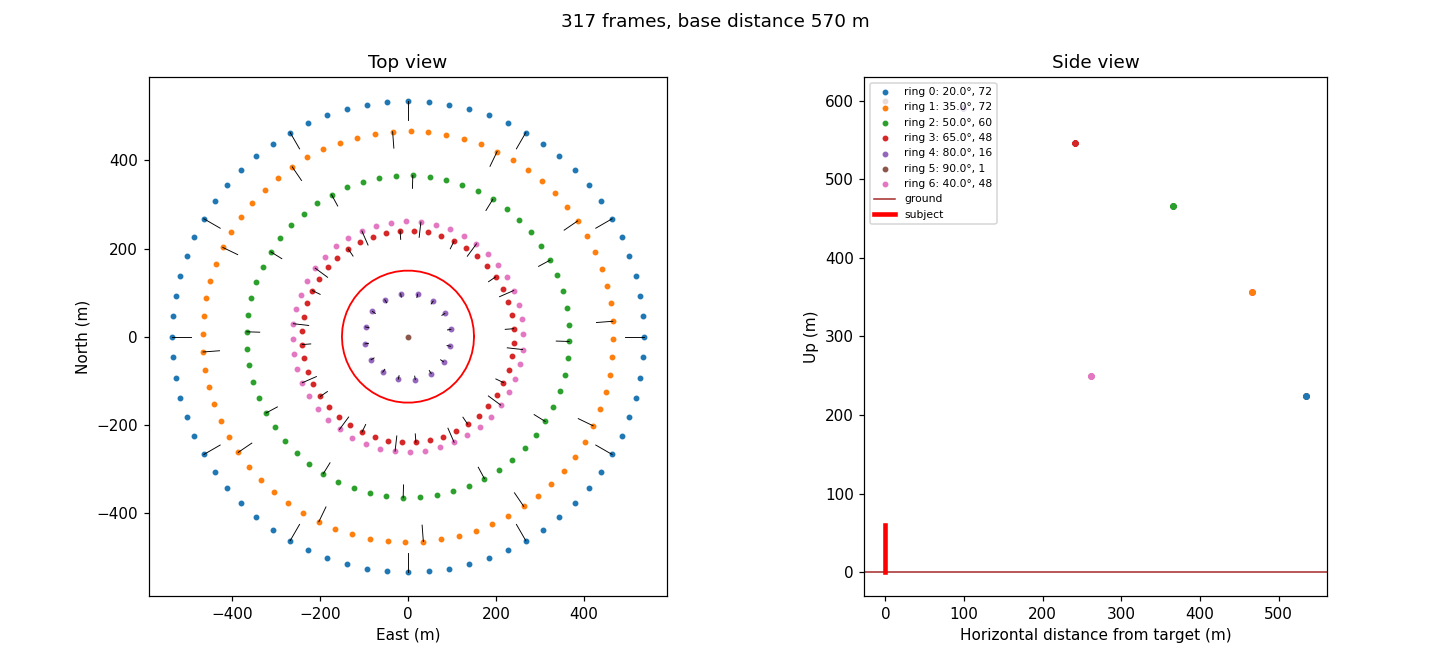 317 frames, base distance 570 m
Top view
North (m)
400
200
0
−200
−400
−400
−200
0
200
400
East (m)
Side view
Up (m)
600
500
400
300
200
100
0
ring 0: 20.0°, 72
ring 1: 35.0°, 72
ring 2: 50.0°, 60
ring 3: 65.0°, 48
ring 4: 80.0°, 16
ring 5: 90.0°, 1
ring 6: 40.0°, 48
ground
subject
0
100
200
300
400
500
Horizontal distance from target (m)